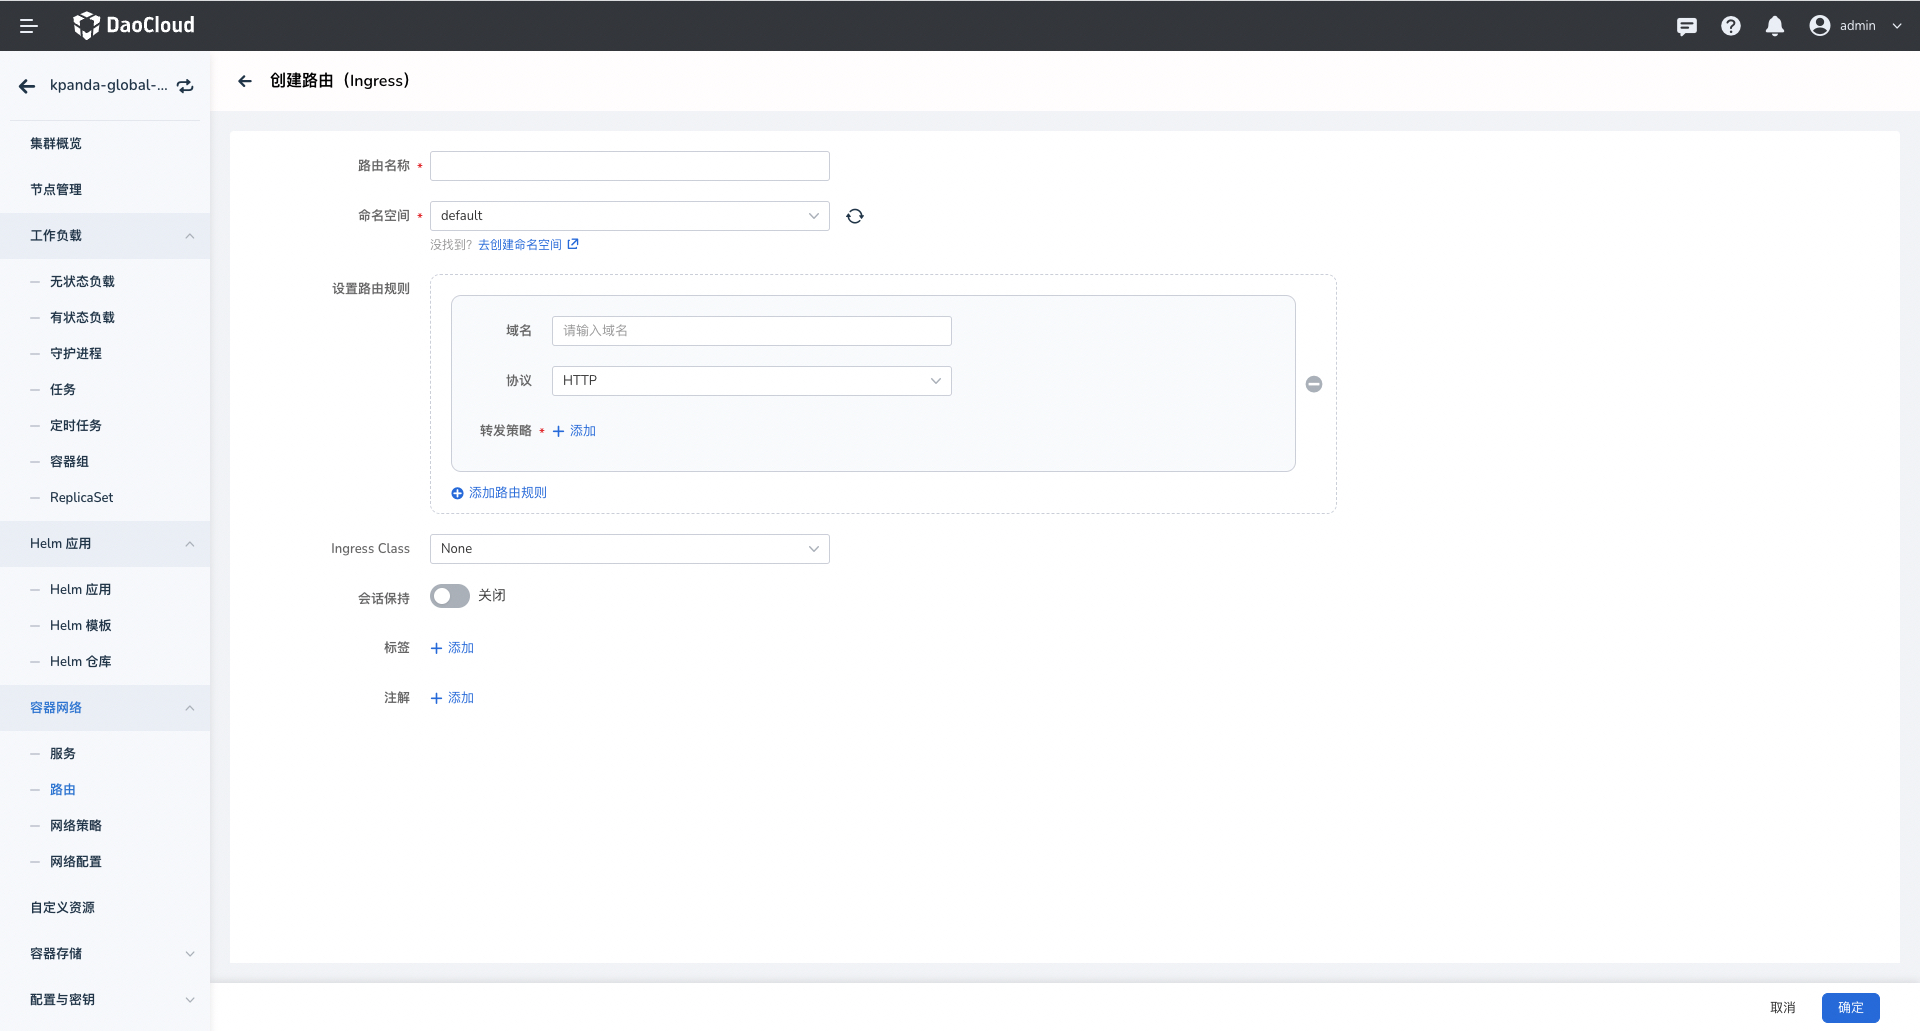 DaoCloud
admin
kpanda-global-...
创建路由（Ingress）
集群概览
节点管理
工作负载
无状态负载
有状态负载
守护进程
任务
定时任务
容器组
ReplicaSet
Helm 应用
Helm 应用
Helm 模板
Helm 仓库
容器网络
服务
路由
网络策略
网络配置
自定义资源
容器存储
配置与密钥
路由名称 *
命名空间 * default
没找到? 去创建命名空间
设置路由规则
域名 请输入域名
协议 HTTP
转发策略 * 添加
添加路由规则
Ingress Class None
会话保持 关闭
标签 添加
注解 添加
取消 确定